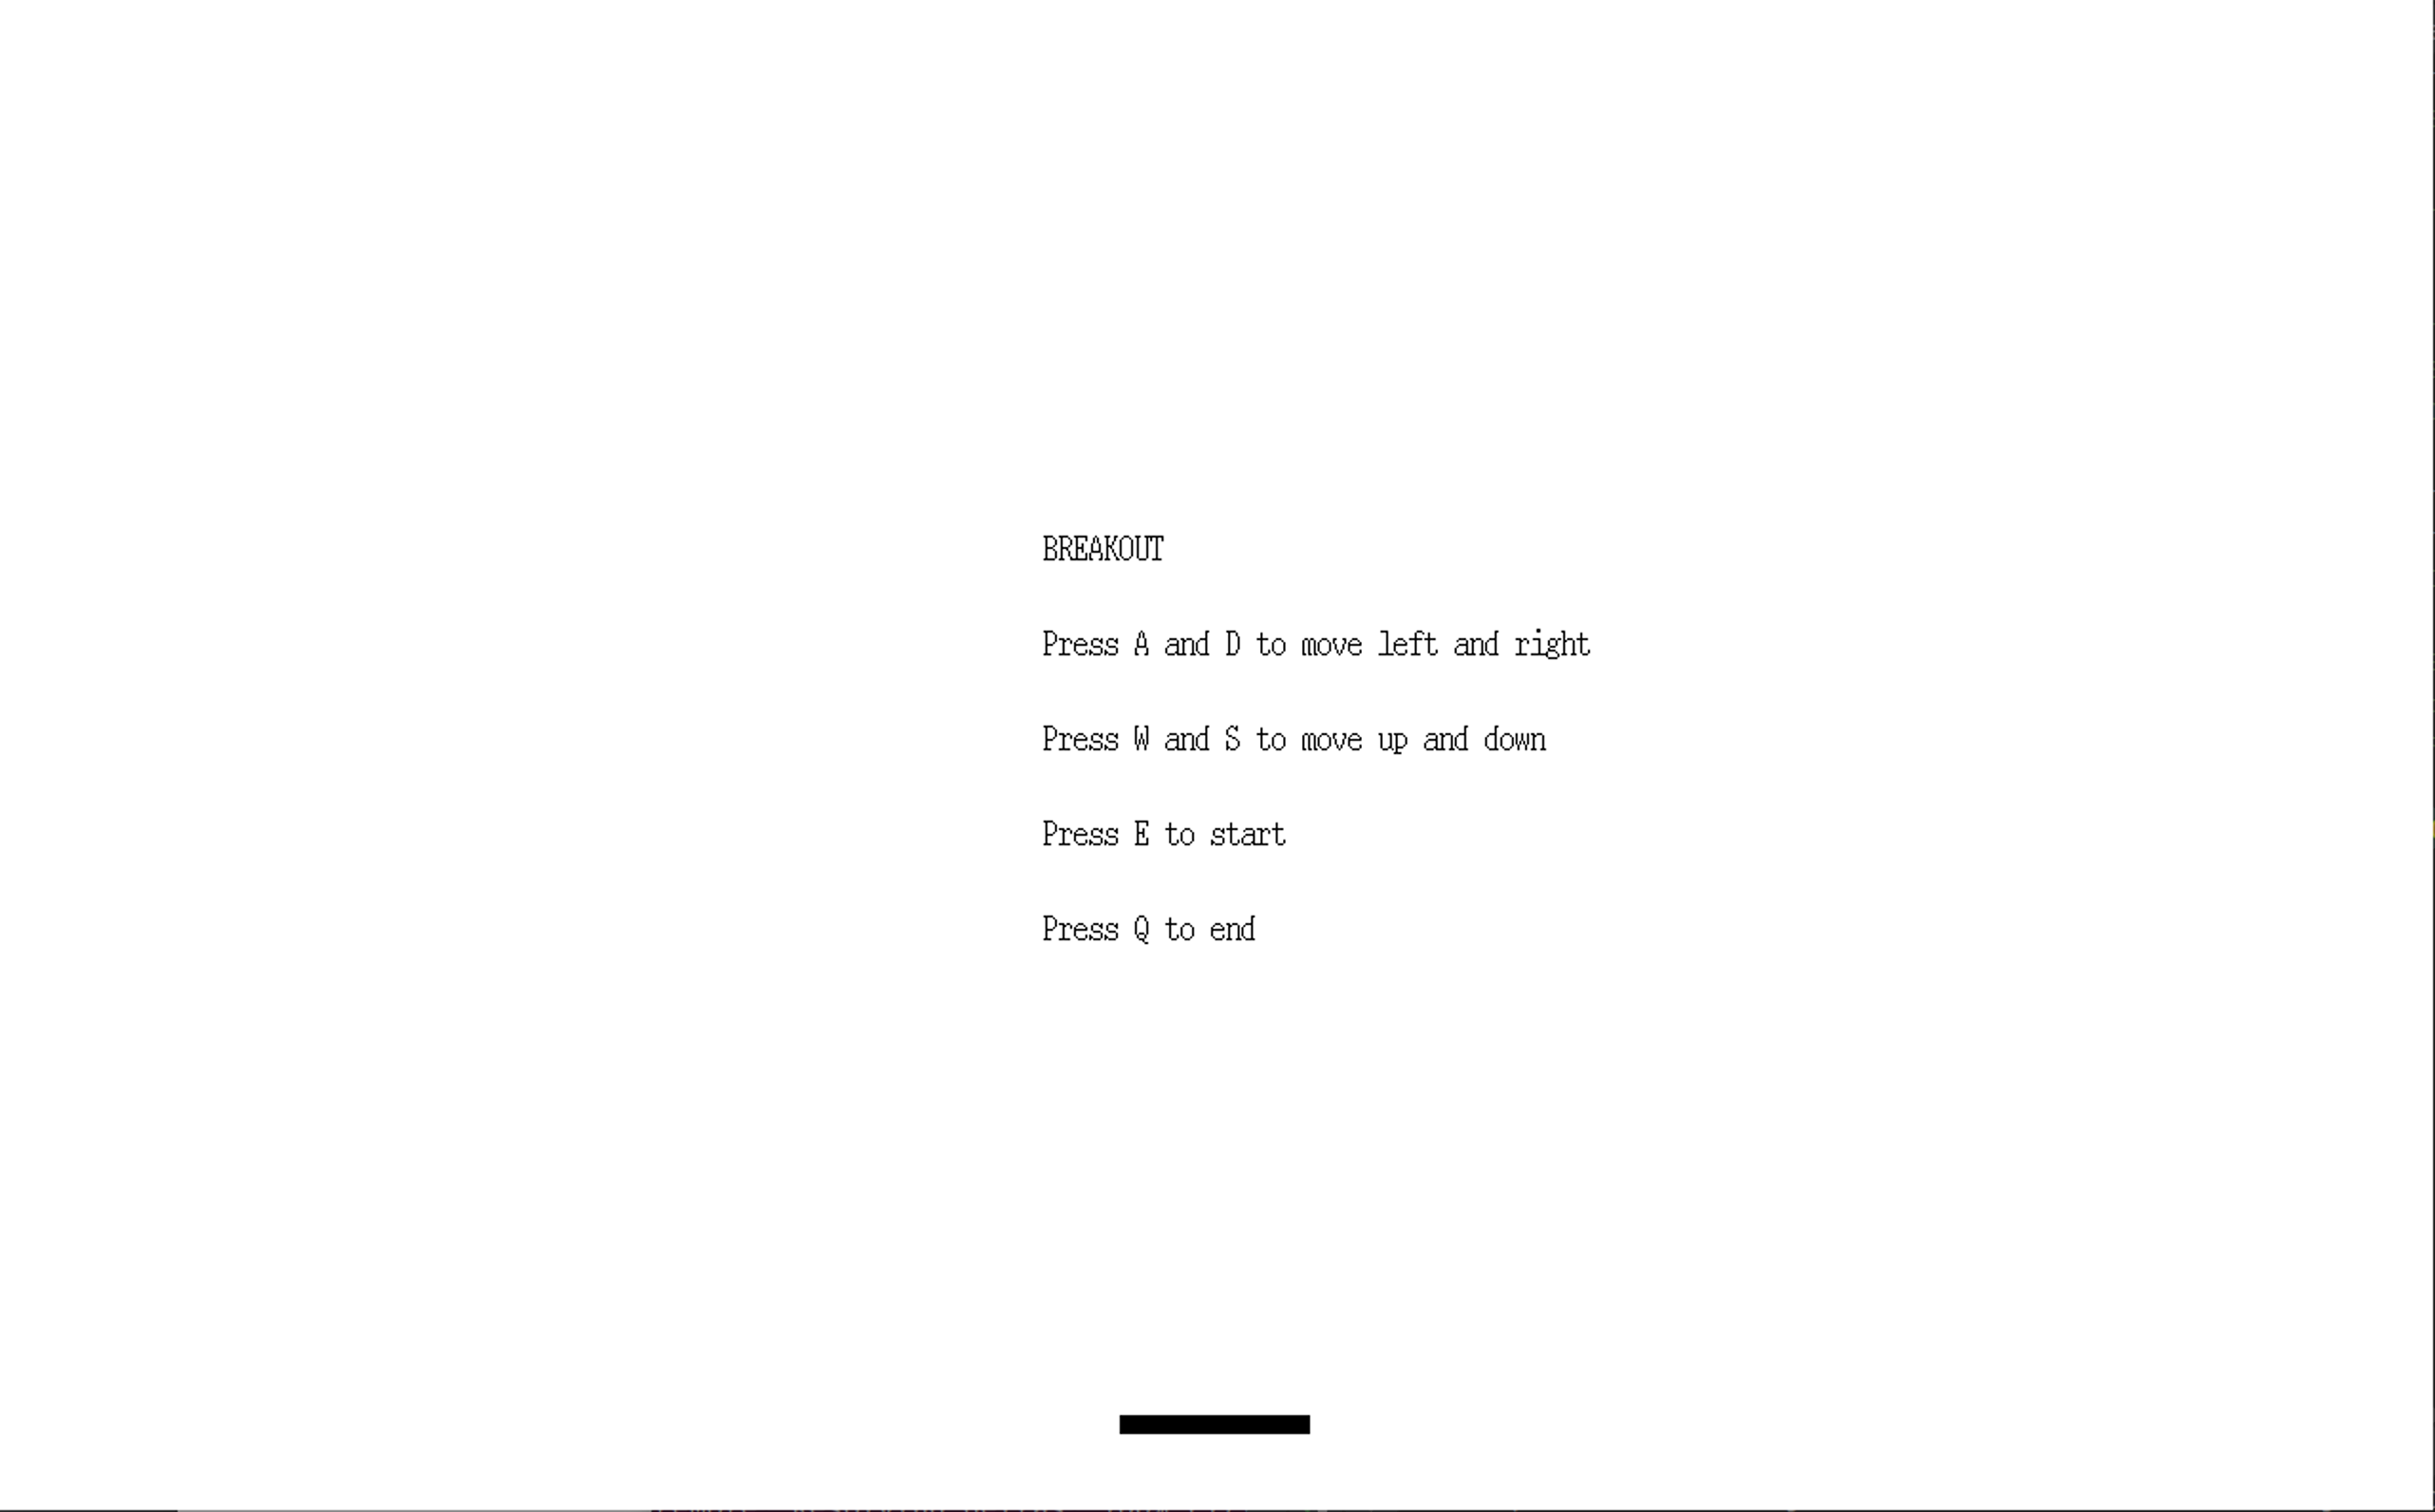 BREAKOUT
Press A and D to move left and right
Press W and S to move up and down
Press E to start
Press Q to end